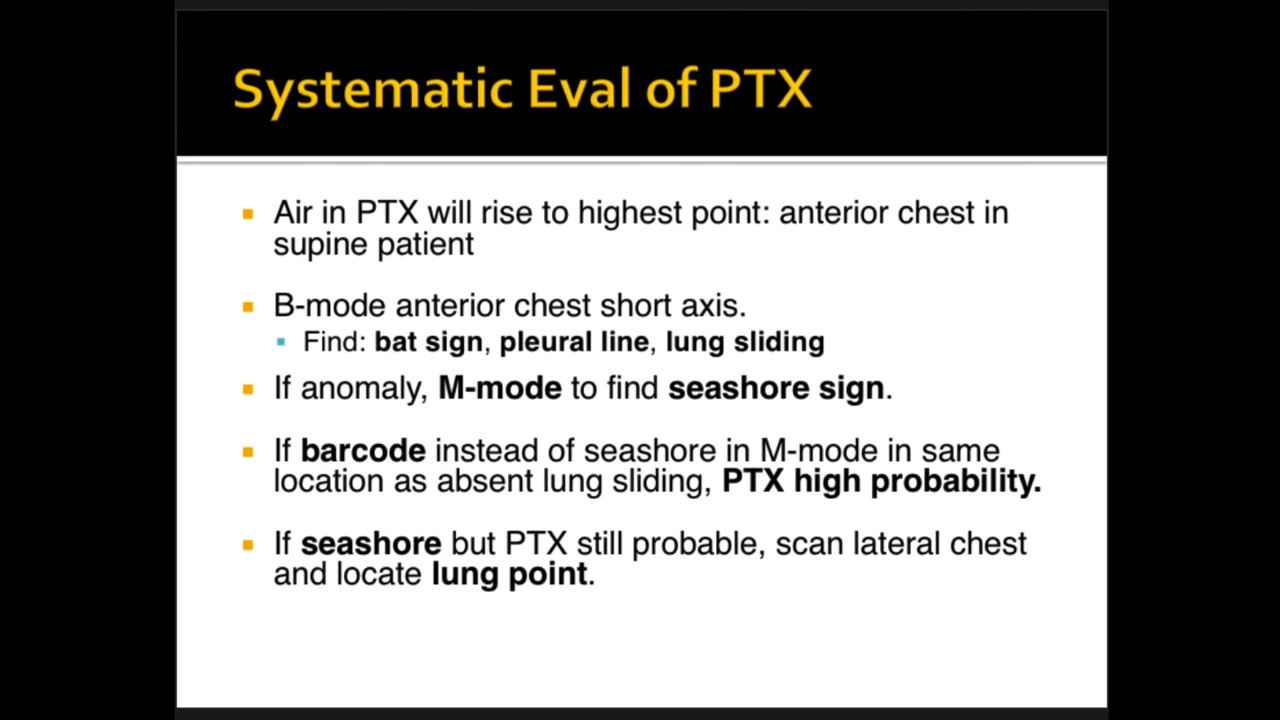 Systematic Eval of PTX
Air in PTX will rise to highest point: anterior chest in
supine patient
B-mode anterior chest short axis.
Find: bat sign, pleural line, lung sliding
If anomaly, M-mode to find seashore sign.
If barcode instead of seashore in M-mode in same
location as absent lung sliding, PTX high probability.
If seashore but PTX still probable, scan lateral chest
and locate lung point.